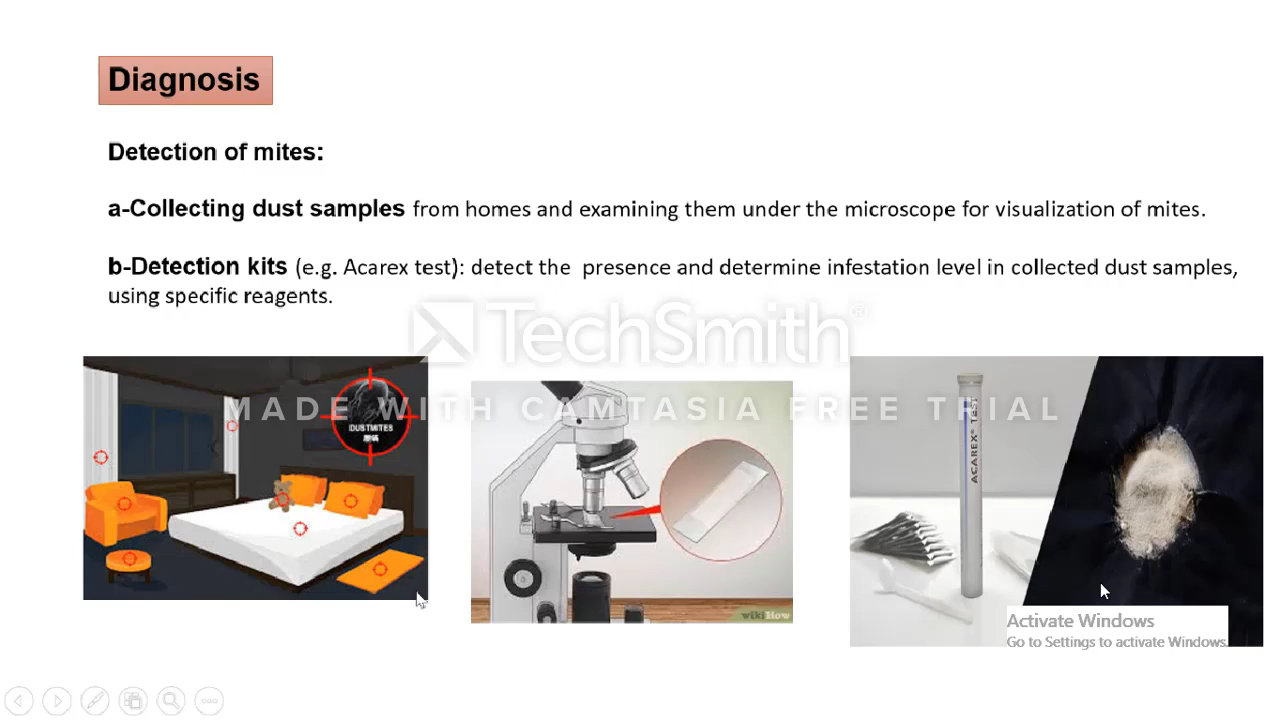 Diagnosis
Detection of mites:
a-Collecting dust samples from homes and examining them under the microscope for visualization of mites.
b-Detection kits (e.g. Acarex test): detect the  presence and determine infestation level in collected dust samples,
using specific reagents.
TechSmith®
MADE WITH CAMTASIA FREE TRIAL
DUSTMITES
ACAREX® TEST
wikiHow
Activate Windows
Go to Settings to activate Windows.